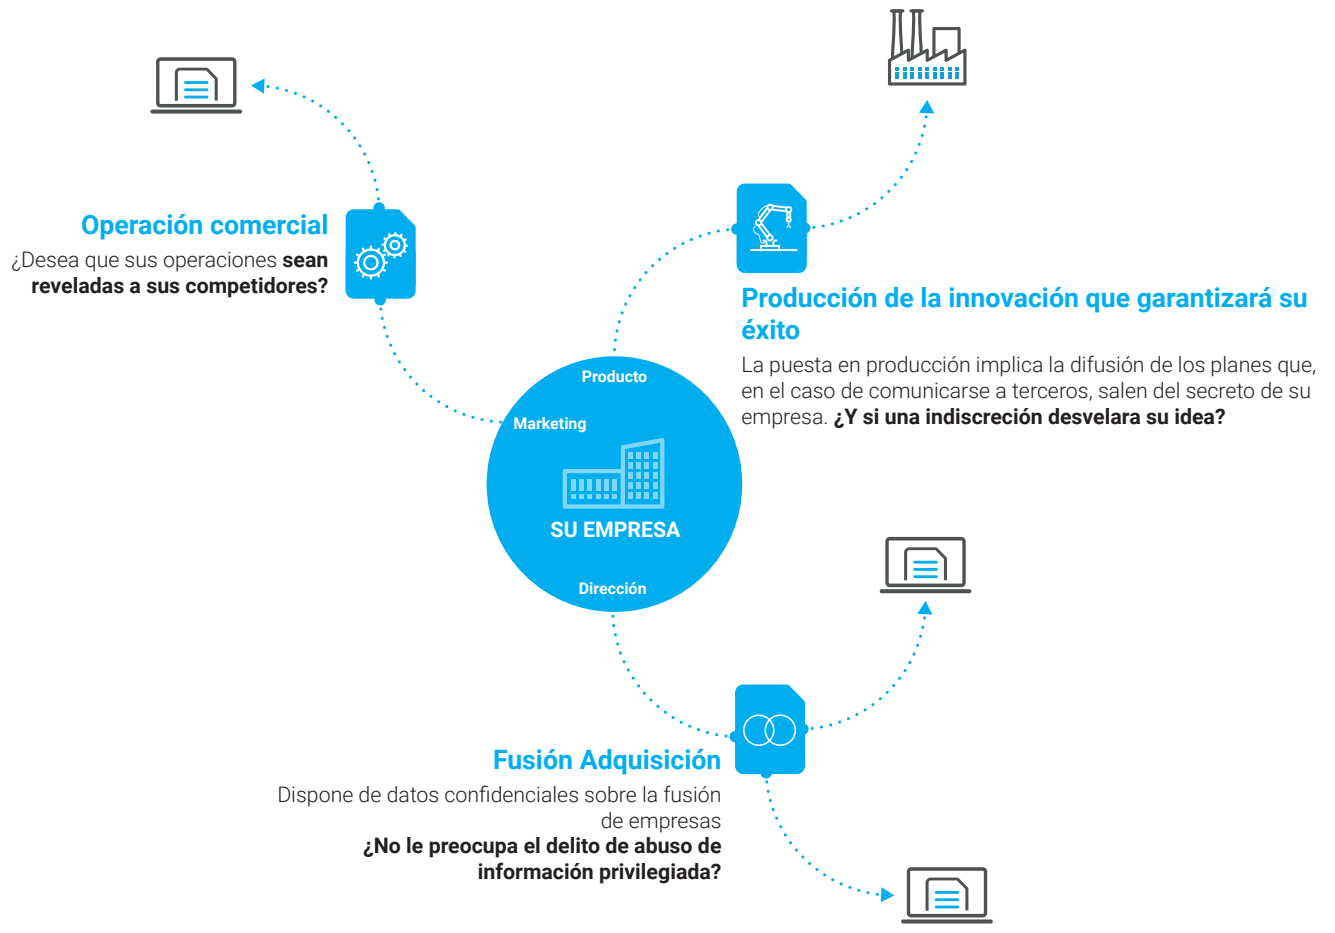 Operación comercial
¿Desea que sus operaciones sean
reveladas a sus competidores?
Producción de la innovación que garantizará su
éxito
La puesta en producción implica la difusión de los planes que,
en el caso de comunicarse a terceros, salen del secreto de su
empresa. ¿Y si una indiscreción desvelara su idea?
Producto
Marketing
SU EMPRESA
Dirección
Fusión Adquisición
Dispone de datos confidenciales sobre la fusión
de empresas
¿No le preocupa el delito de abuso de
información privilegiada?